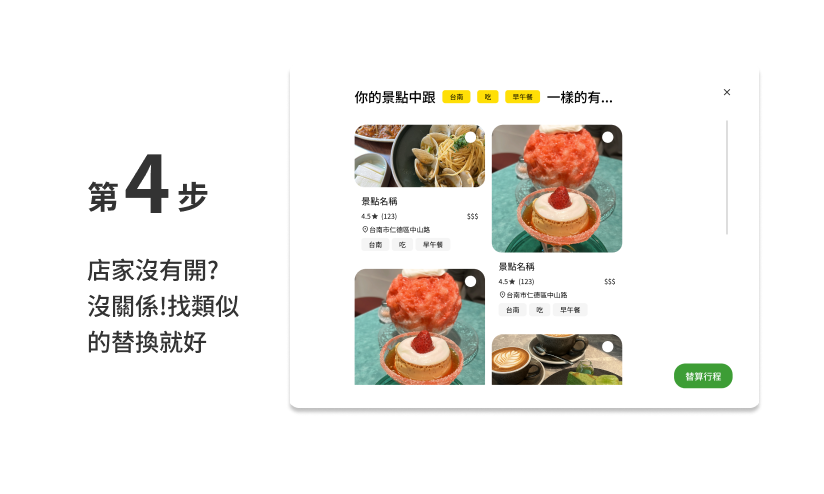 第4步
店家沒有開?
沒關係!找類似
的替換就好
你的景點中跟 台南 吃 早午餐 一樣的有...
景點名稱
4.5★ (123) $$$
台南市仁德區中山路
台南 吃 早午餐
景點名稱
4.5★ (123) $$$
台南市仁德區中山路
台南 吃 早午餐
替算行程